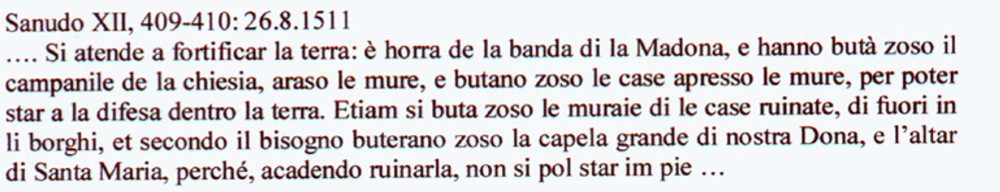 Sanudo XII, 409-410: 26.8.1511
.... Si atende a fortificar la terra: è horra de la banda di la Madona, e hanno butà zoso il
campanile de la chiesia, araso le mure, e butano zoso le case apresso le mure, per poter
star a la difesa dentro la terra. Etiam si buta zoso le muraie di le case ruinate, di fuori in
li borghi, et secondo il bisogno buterano zoso la capela grande di nostra Dona, e l'altar
di Santa Maria, perché, acadendo ruinarla, non si pol star im pie ...